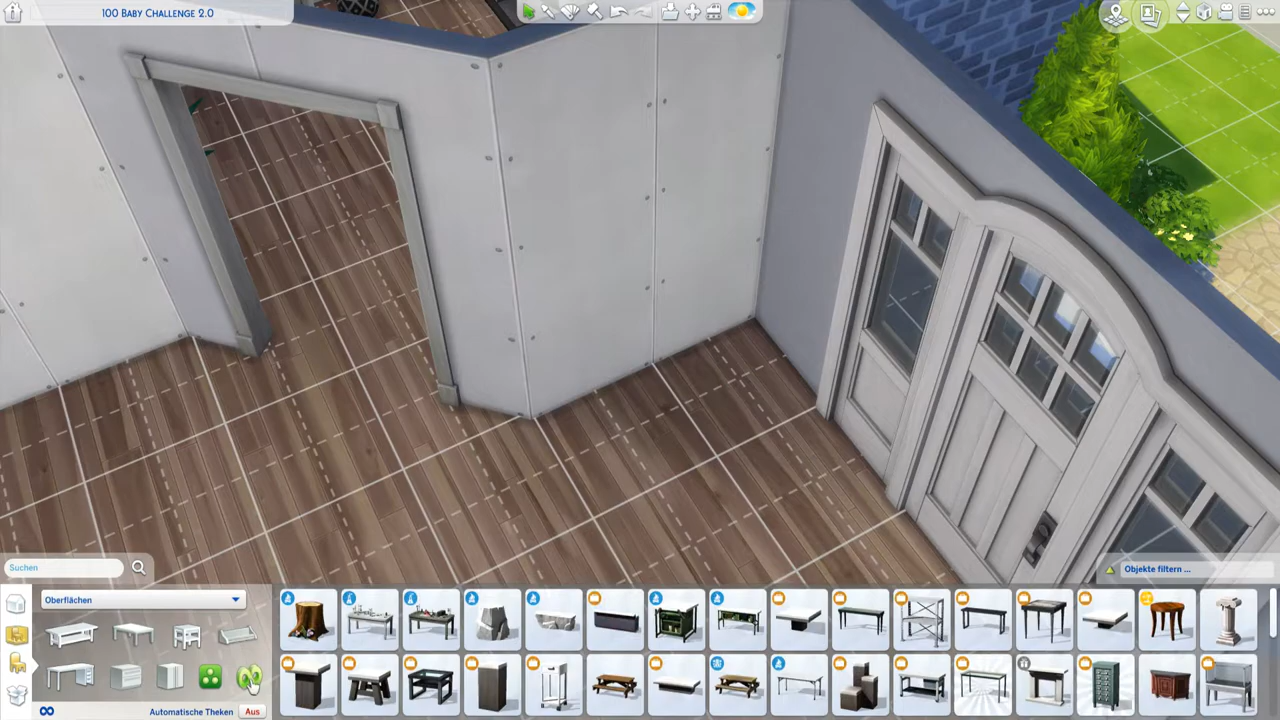 100 BABY CHALLENGE 2.0
Suchen
Objekte filtern ...
Oberflächen
Automatische Theken
Aus